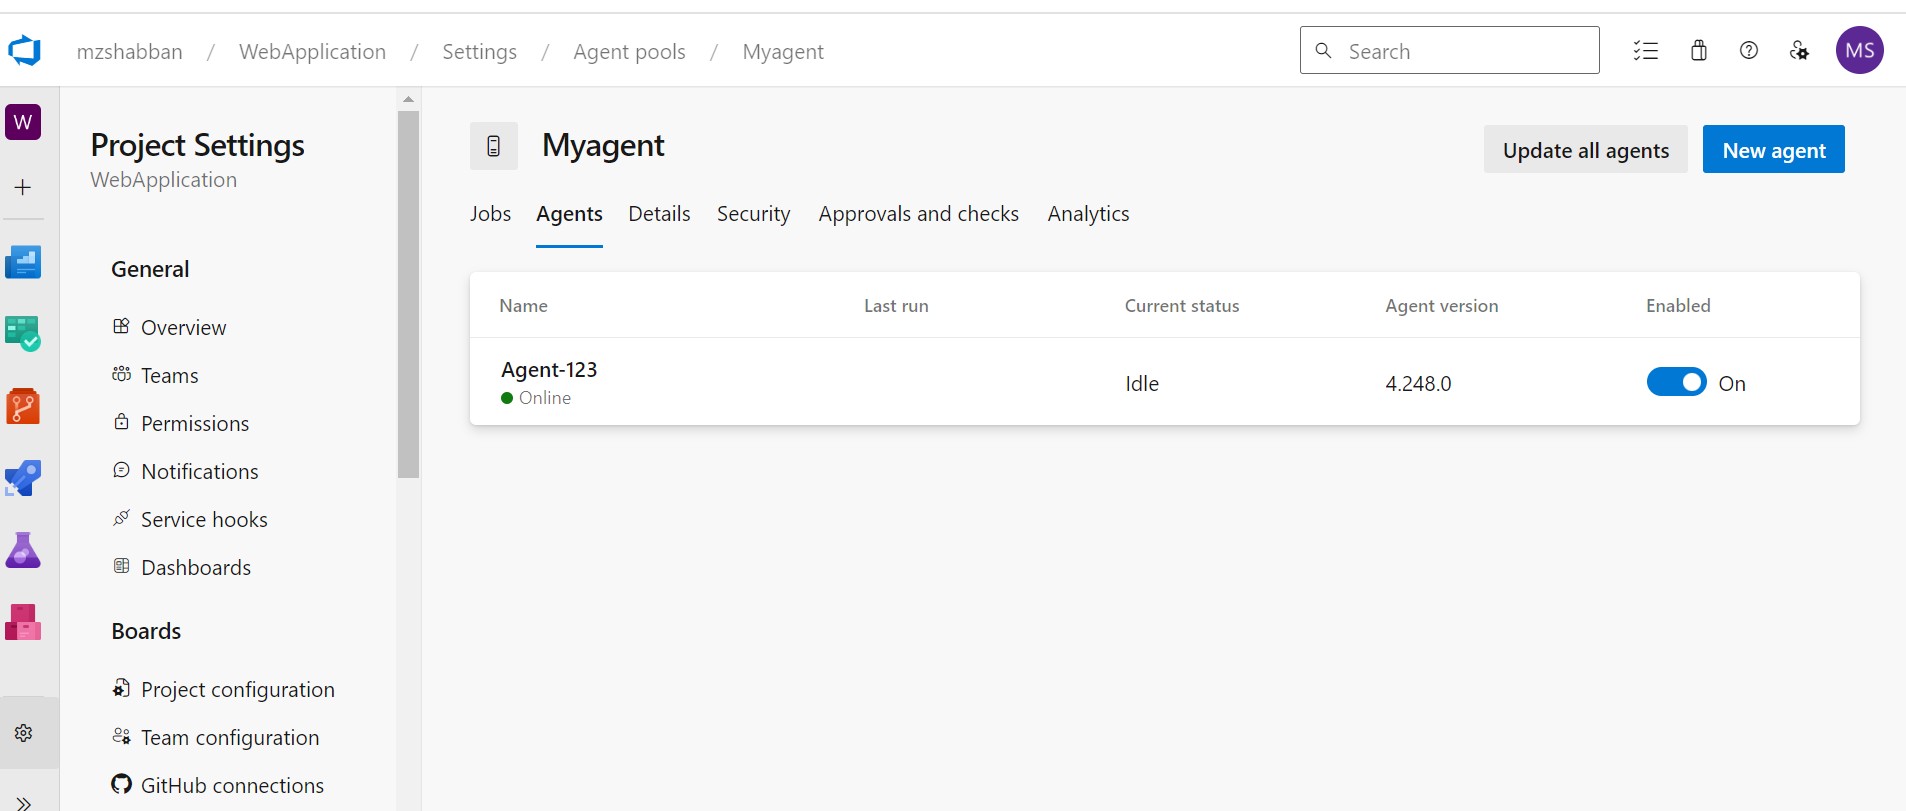 mzshabban / WebApplication / Settings / Agent pools / Myagent
Search
MS
W
Project Settings
WebApplication
General
Overview
Teams
Permissions
Notifications
Service hooks
Dashboards
Boards
Project configuration
Team configuration
GitHub connections
Myagent
Update all agents
New agent
Jobs Agents Details Security Approvals and checks Analytics
Name Last run Current status Agent version Enabled
Agent-123 Idle 4.248.0 On
Online